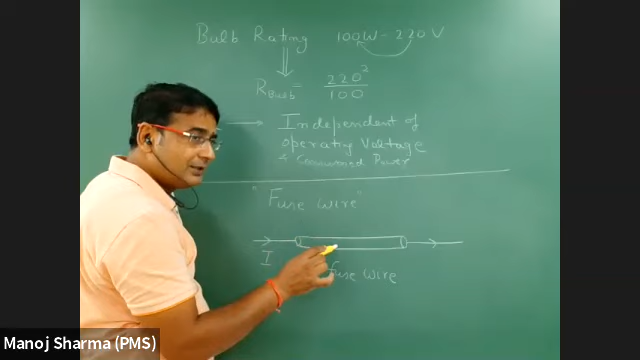 Bulb Rating 100W - 220 V
R_Bulb = 220²/100
→ Independent of
operating Voltage
& Consumed Power
"Fuse wire"
I
Fuse wire
Manoj Sharma (PMS)